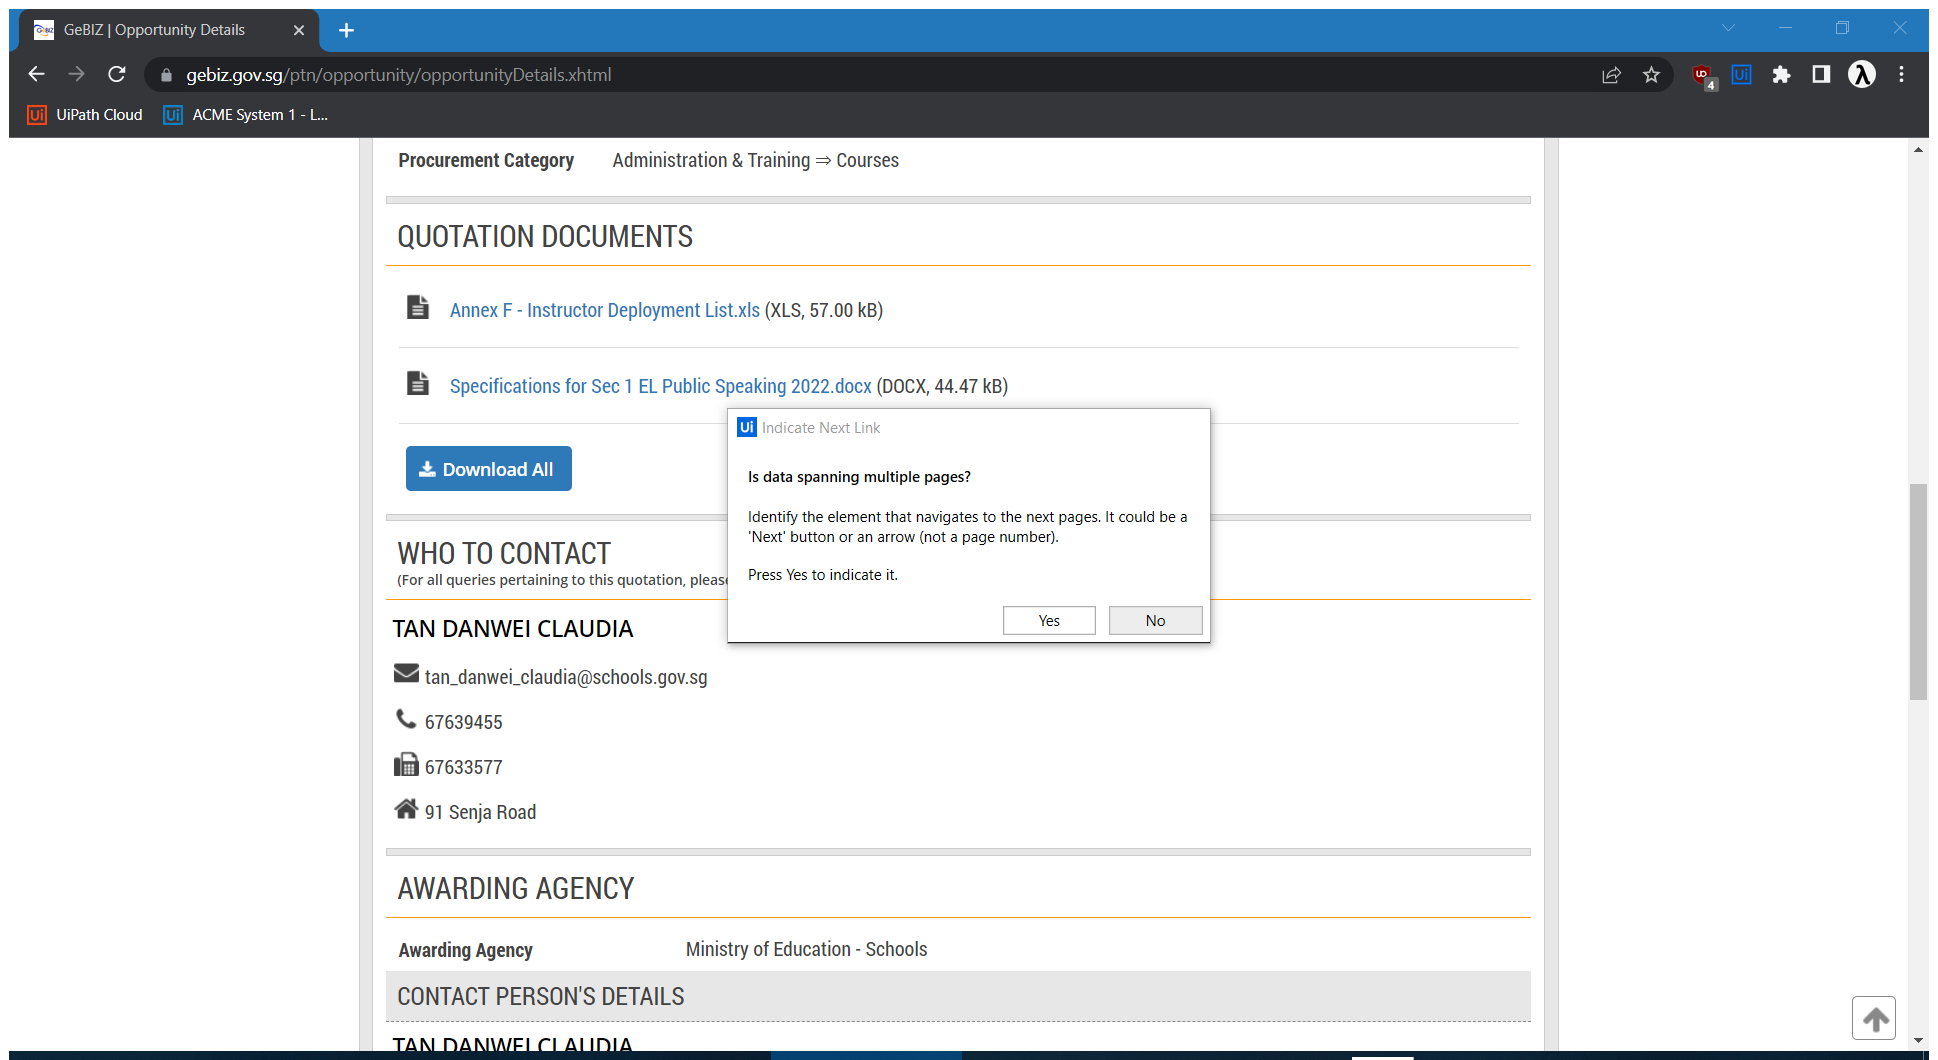 GeBIZ | Opportunity Details
gebiz.gov.sg/ptn/opportunity/opportunityDetails.xhtml
4
UiPath Cloud
ACME System 1 - L...
Procurement Category Administration & Training ⇒ Courses
QUOTATION DOCUMENTS
Annex F - Instructor Deployment List.xls (XLS, 57.00 kB)
Specifications for Sec 1 EL Public Speaking 2022.docx (DOCX, 44.47 kB)
Download All
Ui Indicate Next Link
Is data spanning multiple pages?
Identify the element that navigates to the next pages. It could be a
'Next' button or an arrow (not a page number).
Press Yes to indicate it.
Yes No
WHO TO CONTACT
(For all queries pertaining to this quotation, pleas
TAN DANWEI CLAUDIA
tan_danwei_claudia@schools.gov.sg
67639455
67633577
91 Senja Road
AWARDING AGENCY
Awarding Agency Ministry of Education - Schools
CONTACT PERSON'S DETAILS
TAN DANWEI CLAUDIA